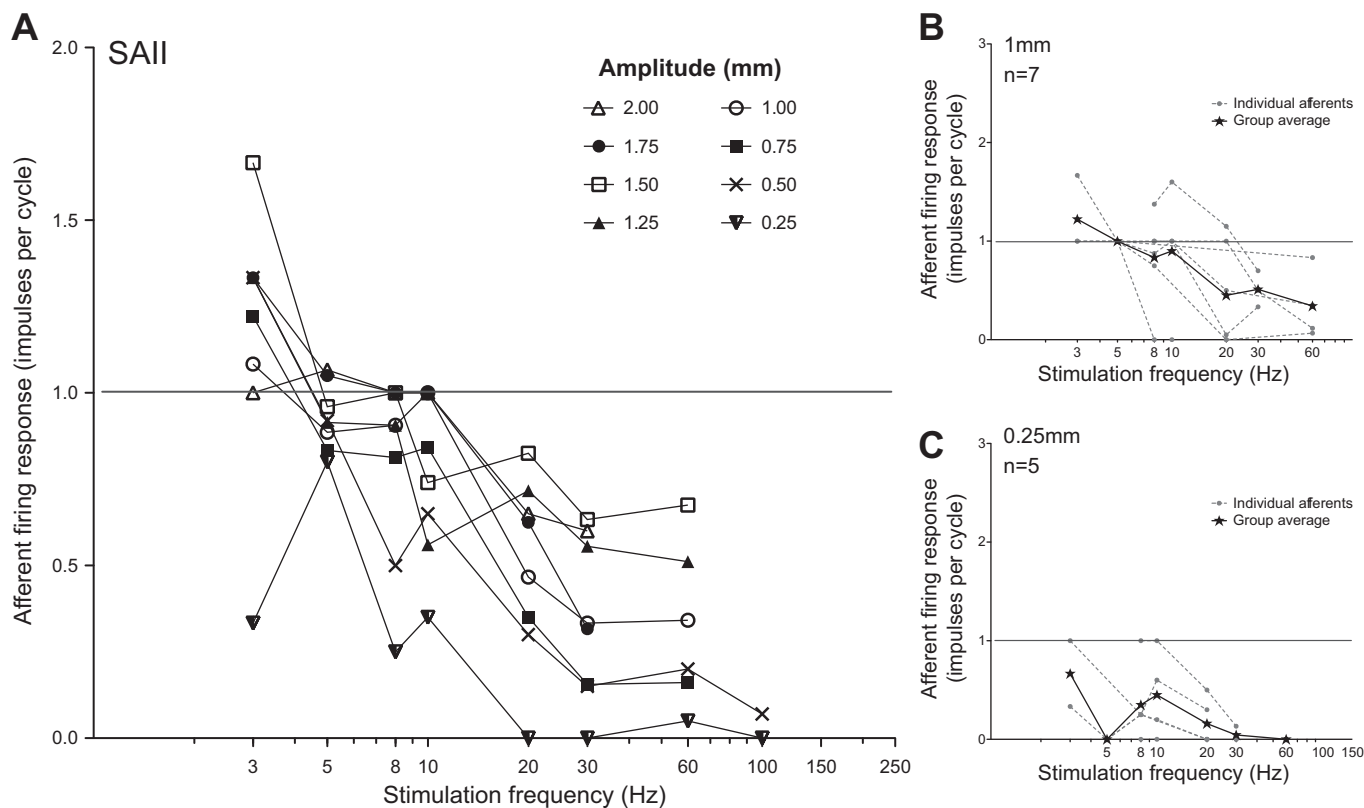 A
SAII
Afferent firing response (impulses per cycle)
2.0
1.5
1.0
0.5
0.0
Amplitude (mm)
2.00
1.00
1.75
0.75
1.50
0.50
1.25
0.25
3 5 8 10 20 30 60 100 150 250
Stimulation frequency (Hz)
B
1mm
n=7
Individual afferents
Group average
Afferent firing response
(impulses per cycle)
3
2
1
0
3 5 8 10 20 30 60
Stimulation frequency (Hz)
C
0.25mm
n=5
Individual afferents
Group average
Afferent firing response
(impulses per cycle)
3
2
1
0
3 5 8 10 20 30 60 100 150
Stimulation frequency (Hz)